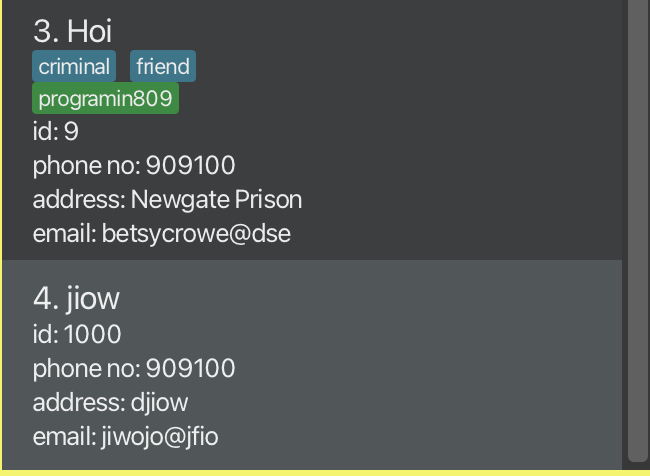 3. Hoi
criminal friend
programin809
id: 9
phone no: 909100
address: Newgate Prison
email: betsycrowe@dse
4. jiow
id: 1000
phone no: 909100
address: djiow
email: jiwojo@jfio